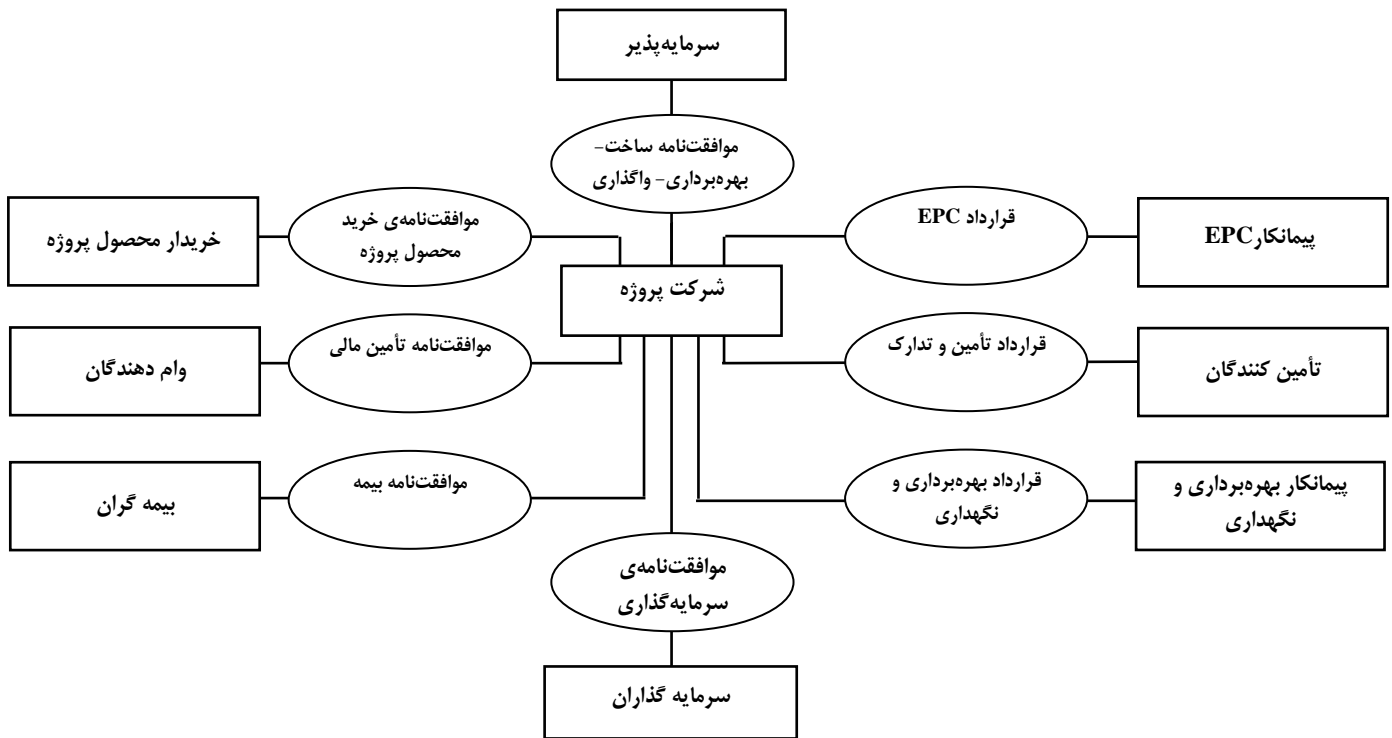 سرمایه‌پذیر
موافقت‌نامه ساخت-
بهره‌برداری- واگذاری
قرارداد EPC
پیمانکارEPC
موافقت‌نامه‌ی خرید
محصول پروژه
خریدار محصول پروژه
شرکت پروژه
قرارداد تأمین و تدارک
تأمین کنندگان
موافقت‌نامه تأمین مالی
وام دهندگان
قرارداد بهره‌برداری و
نگهداری
پیمانکار بهره‌برداری و
نگهداری
موافقت‌نامه بیمه
بیمه گران
موافقت‌نامه‌ی
سرمایه‌گذاری
سرمایه گذاران